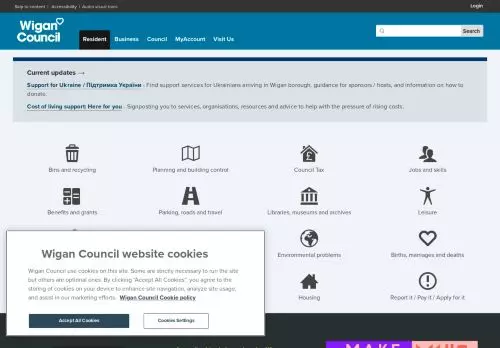 Skip to content | Accessibility | Audio visual tools
Login
Wigan Council
Resident Business Council MyAccount Visit Us
Search
Current updates →
Support for Ukraine / Підтримка України - Find support services for Ukrainians arriving in Wigan borough, guidance for sponsors / hosts, and information on how to
donate.
Cost of living support: Here for you - Signposting you to services, organisations, resources and advice to help with the pressure of rising costs.
Bins and recycling
Planning and building control
Council Tax
Jobs and skills
Benefits and grants
Parking, roads and travel
Libraries, museums and archives
Leisure
Environmental problems
Births, marriages and deaths
Housing
Report it / Pay it / Apply for it
Wigan Council website cookies
Wigan Council use cookies on this site. Some are strictly necessary to run the site
but others are optional ones. By clicking "Accept All Cookies", you agree to the
storing of cookies on your device to enhance site navigation, analyze site usage,
and assist in our marketing efforts. Wigan Council Cookie policy
Accept All Cookies
Cookies Settings
MAKE